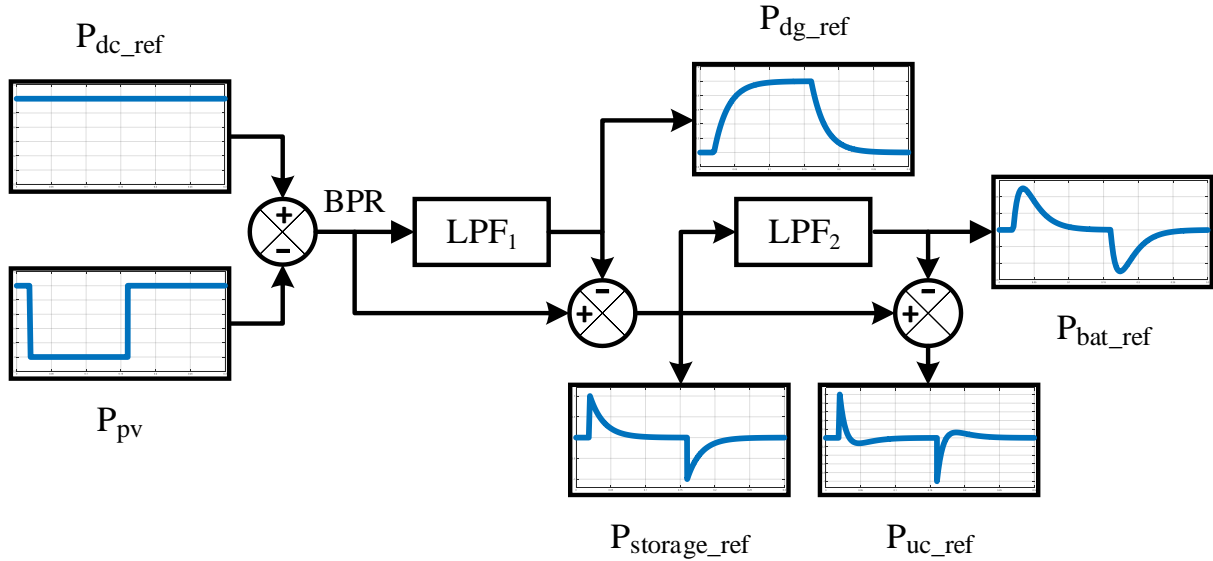 P_dc_ref
P_dg_ref
+
−
BPR
LPF_1
LPF_2
−
+
−
+
P_pv
P_bat_ref
P_storage_ref
P_uc_ref